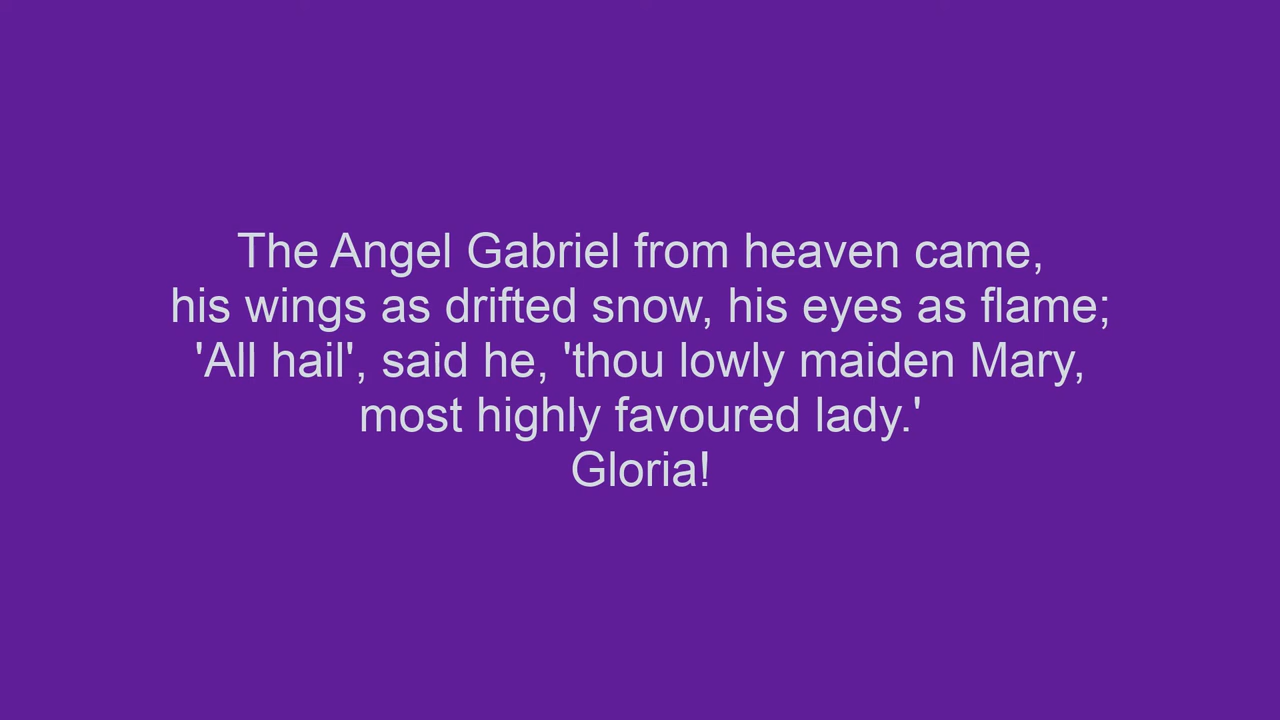 The Angel Gabriel from heaven came,
his wings as drifted snow, his eyes as flame;
'All hail', said he, 'thou lowly maiden Mary,
most highly favoured lady.'
Gloria!